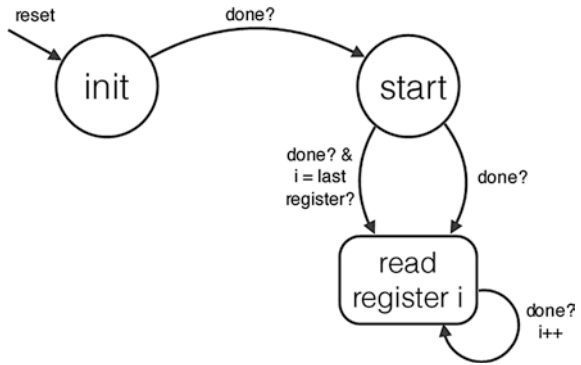 reset
done?
init
start
done? &
i = last
register?
done?
read
register i
done?
i++